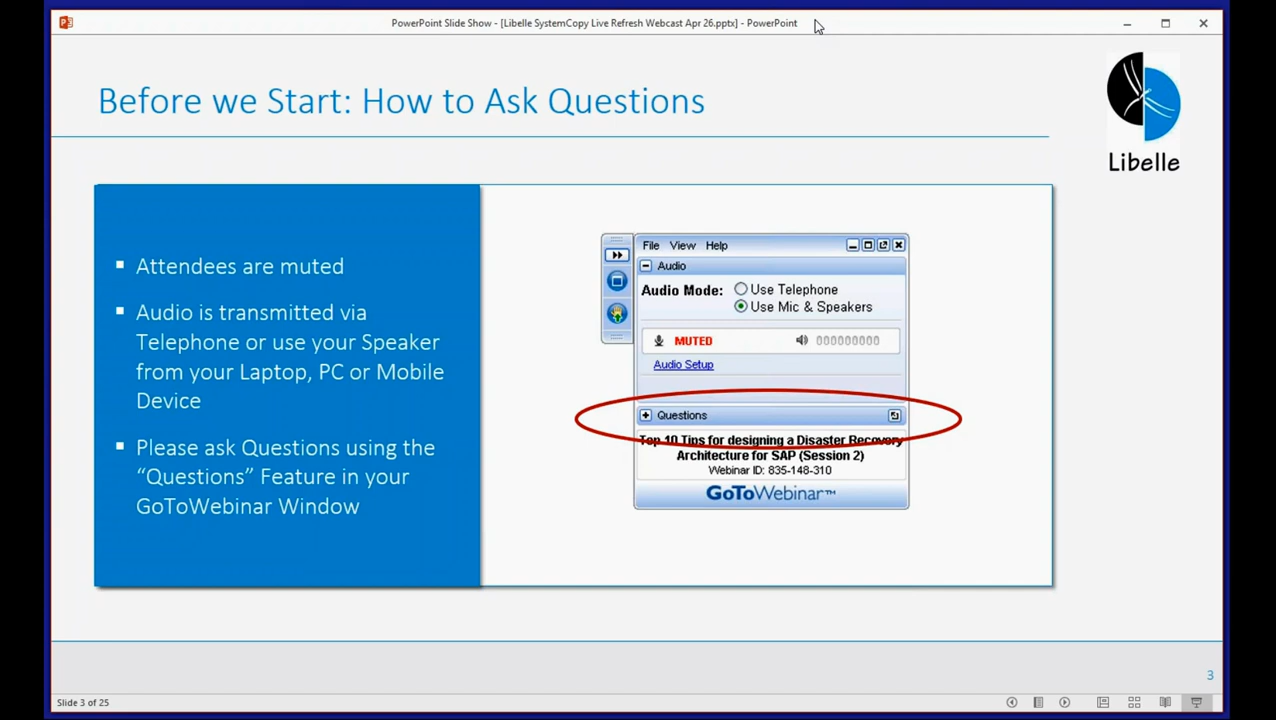 PowerPoint Slide Show - [Libelle SystemCopy Live Refresh Webcast Apr 26.pptx] - PowerPoint
Before we Start: How to Ask Questions
Libelle
Attendees are muted
Audio is transmitted via
Telephone or use your Speaker
from your Laptop, PC or Mobile
Device
Please ask Questions using the
“Questions” Feature in your
GoToWebinar Window
File View Help
Audio
Audio Mode: Use Telephone
Use Mic & Speakers
MUTED 000000000
Audio Setup
Questions
Top 10 Tips for designing a Disaster Recovery
Architecture for SAP (Session 2)
Webinar ID: 835-148-310
GoToWebinar™
3
Slide 3 of 25